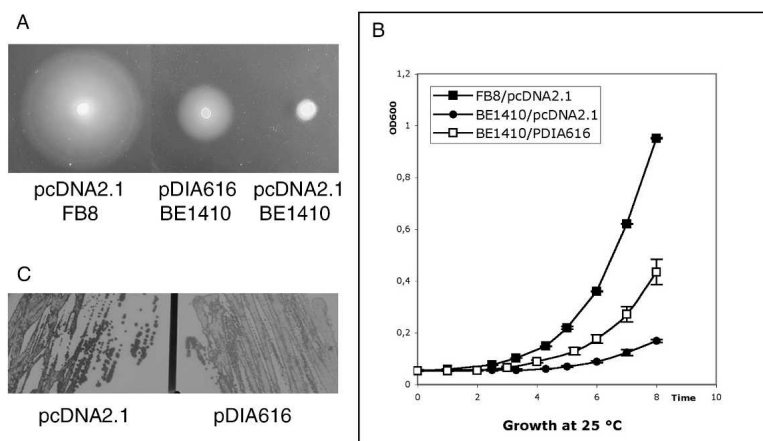 A
pcDNA2.1 pDIA616 pcDNA2.1
FB8 BE1410 BE1410
C
pcDNA2.1 pDIA616
B
OD600
1,2
1
0,8
0,6
0,4
0,2
0
FB8/pcDNA2.1
BE1410/pcDNA2.1
BE1410/PDIA616
0 2 4 6 8 Time 10
Growth at 25 °C